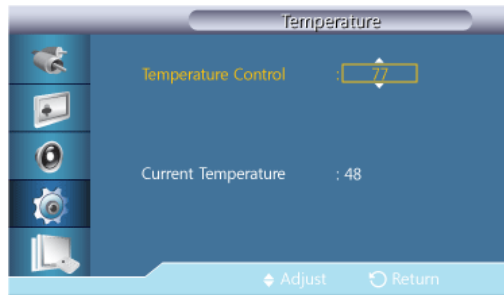 Temperature
Temperature Control : 77
Current Temperature : 48
Adjust Return